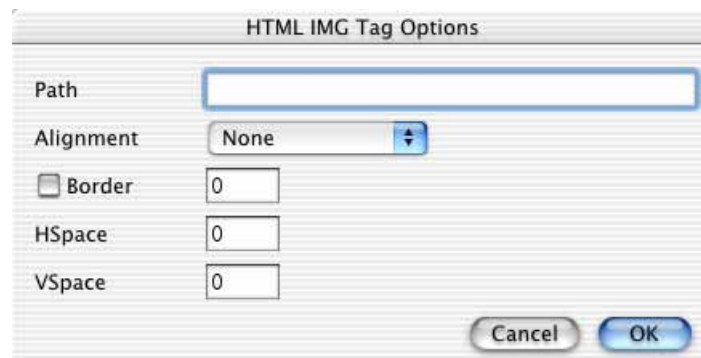 HTML IMG Tag Options
Path
Alignment None
Border 0
HSpace 0
VSpace 0
Cancel OK